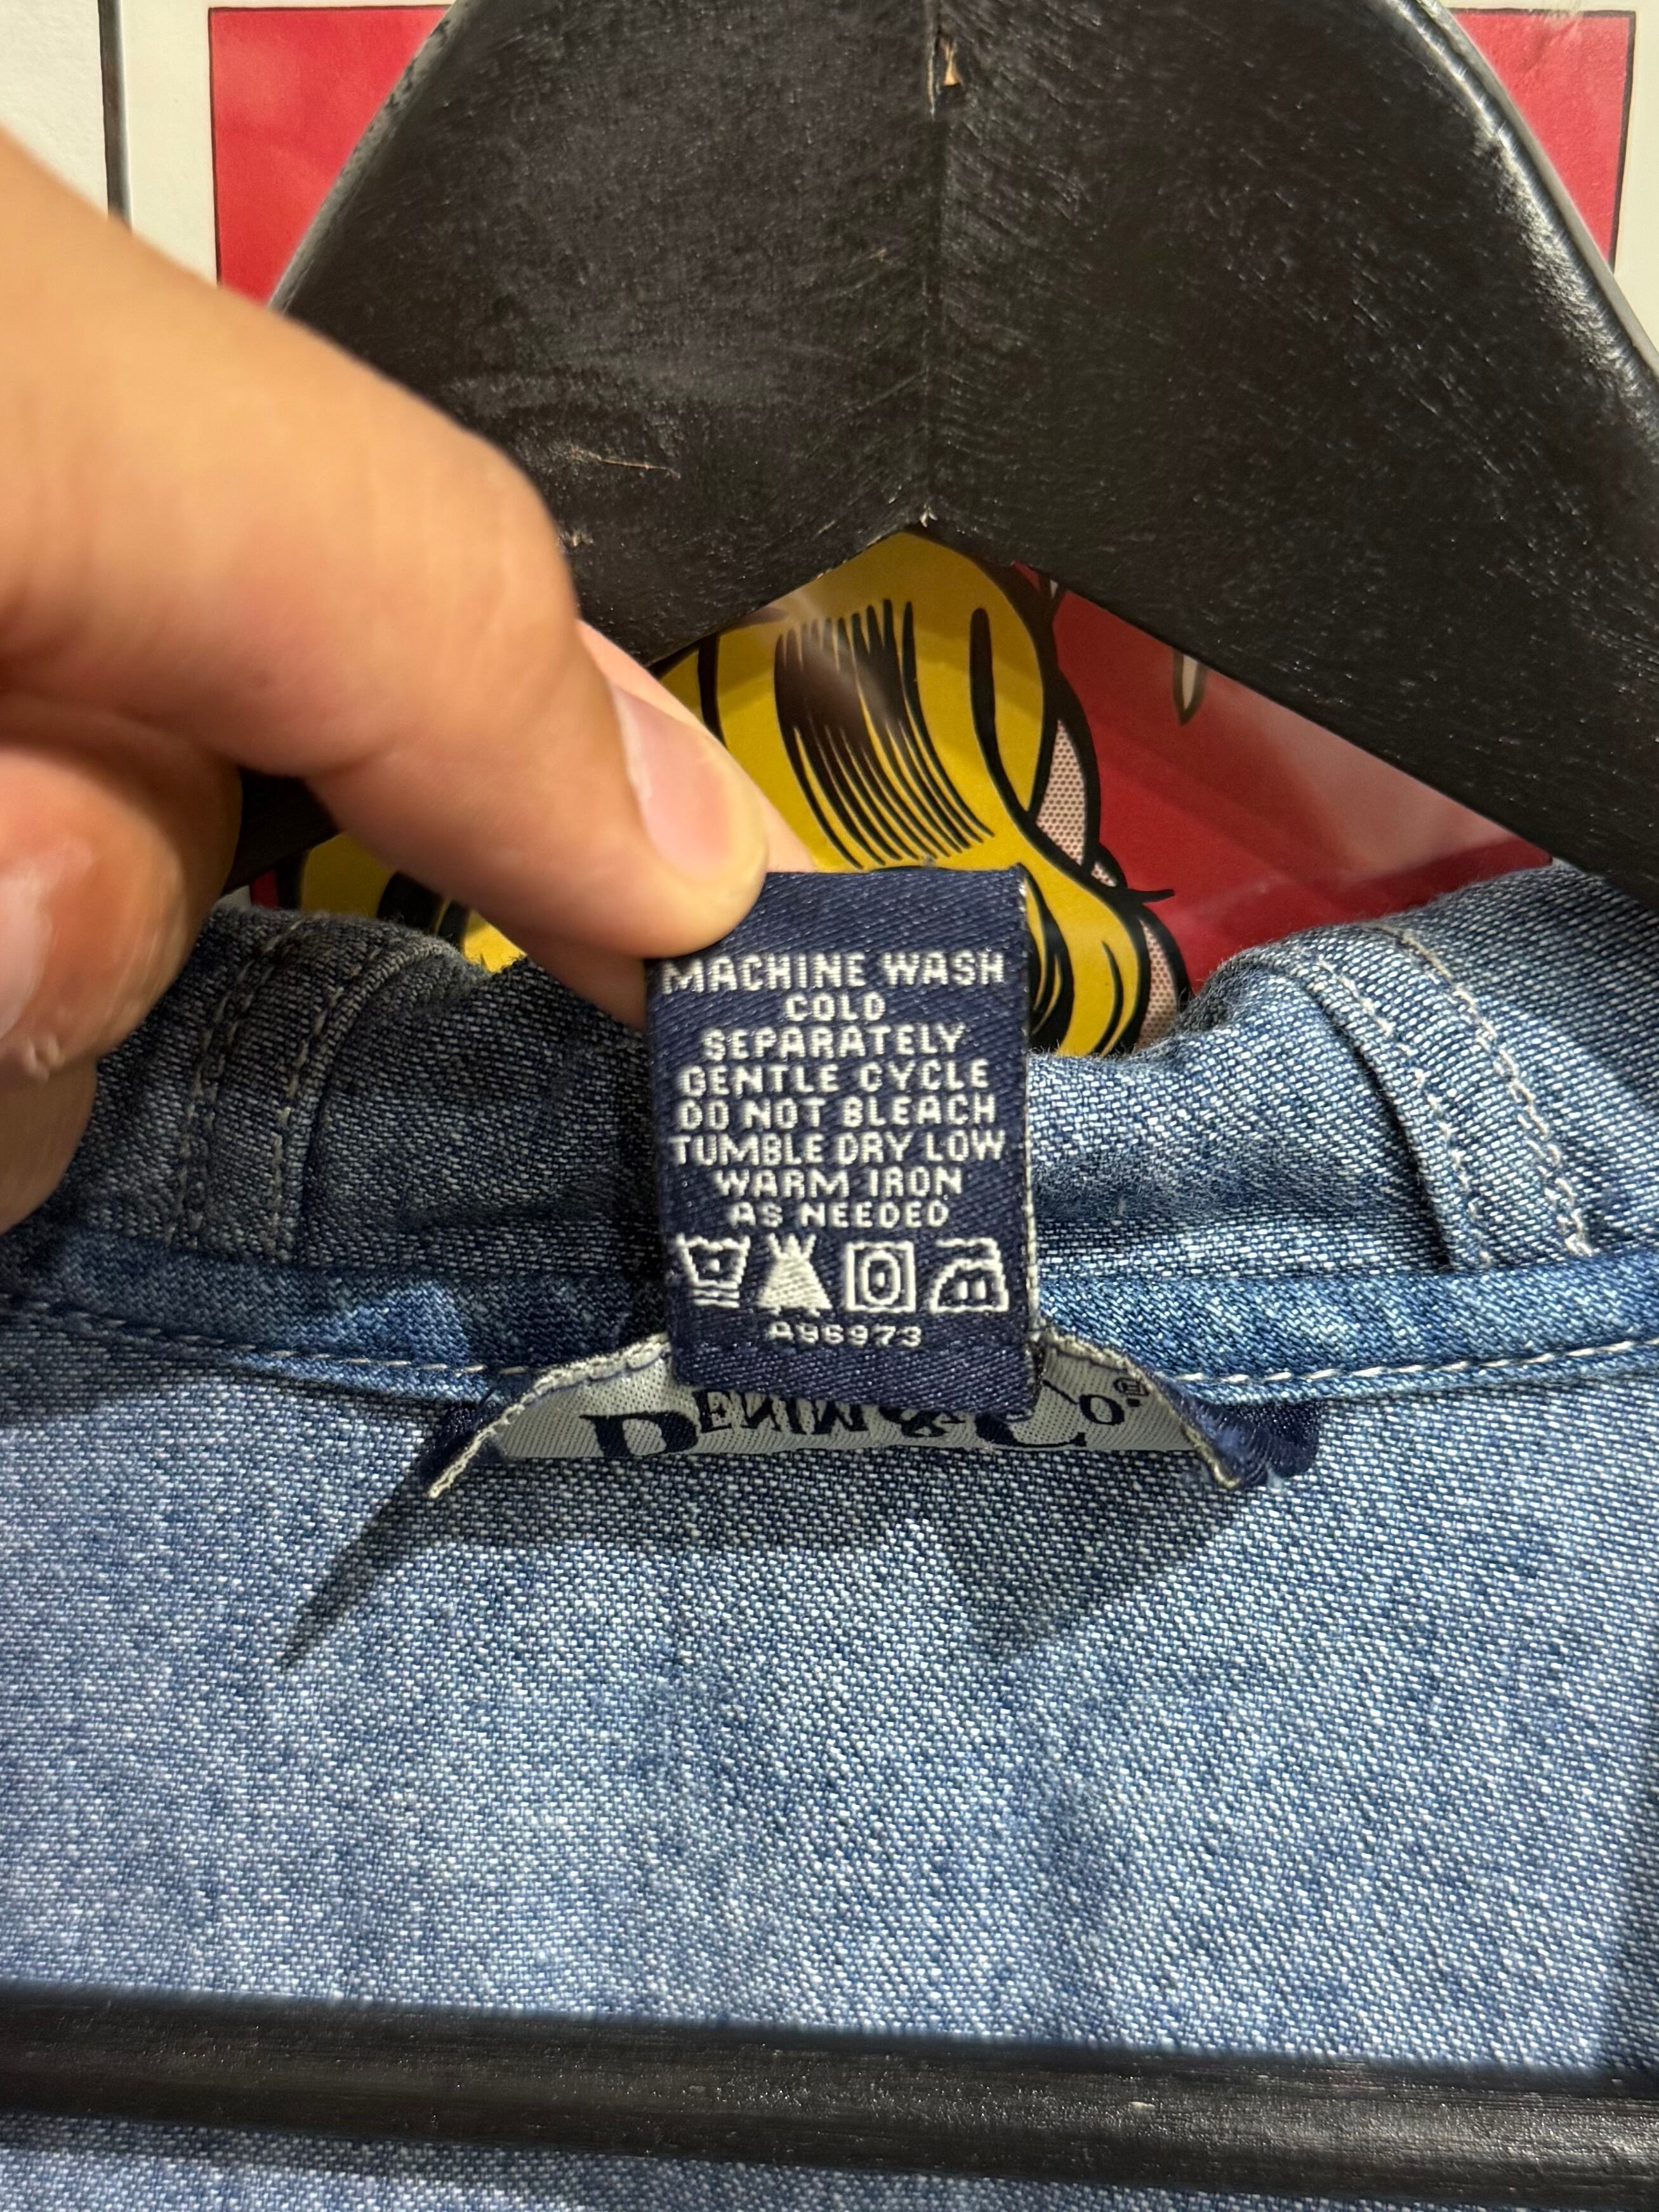 MACHINE WASH
COLD
SEPARATELY
GENTLE CYCLE
DO NOT BLEACH
TUMBLE DRY LOW
WARM IRON
AS NEEDED
A96973
DENIM & CO.®